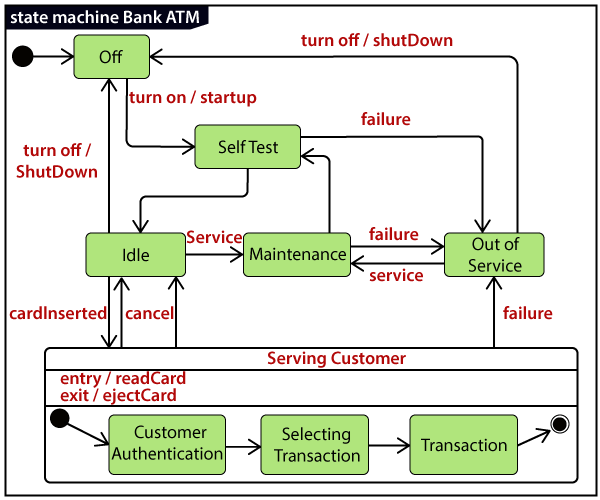 state machine Bank ATM
turn off / shutDown
Off
turn on / startup
failure
Self Test
turn off /
ShutDown
Service
failure
Idle
Maintenance
Out of
Service
service
cardInserted
cancel
failure
Serving Customer
entry / readCard
exit / ejectCard
Customer
Authentication
Selecting
Transaction
Transaction